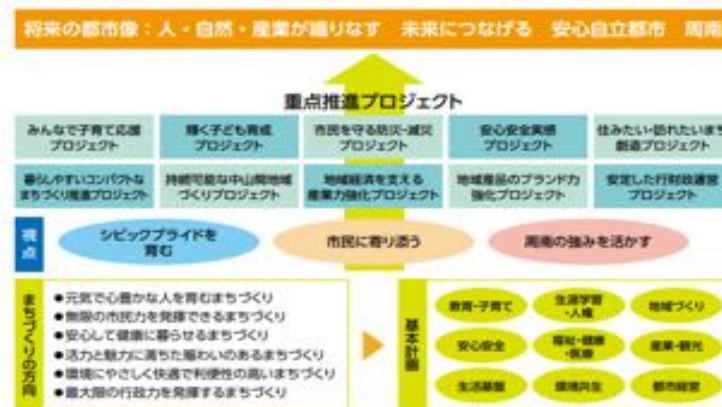 将来の都市像：人・自然・産業が織りなす　未来につなげる　安心自立都市　周南
重点推進プロジェクト
みんなで子育て応援
プロジェクト
輝く子ども育成
プロジェクト
市民を守る防災・減災
プロジェクト
安心安全実感
プロジェクト
住みたい・訪れたいまち
創造プロジェクト
暮らしやすいコンパクトな
まちづくり推進プロジェクト
持続可能な中山間地域
づくりプロジェクト
地域経済を支える
産業力強化プロジェクト
地域産品のブランド力
強化プロジェクト
安定した行財政運営
プロジェクト
視点
シビックプライドを
育む
市民に寄り添う
周南の強みを活かす
まちづくりの方向
●元気で心豊かな人を育むまちづくり
●無限の市民力を発揮できるまちづくり
●安心して健康に暮らせるまちづくり
●活力と魅力に満ちた賑わいのあるまちづくり
●環境にやさしく快適で利便性の高いまちづくり
●最大限の行政力を発揮するまちづくり
基本計画
教育・子育て
生涯学習
・人権
地域づくり
安心安全
福祉・健康
・医療
産業・観光
生活基盤
環境共生
都市経営